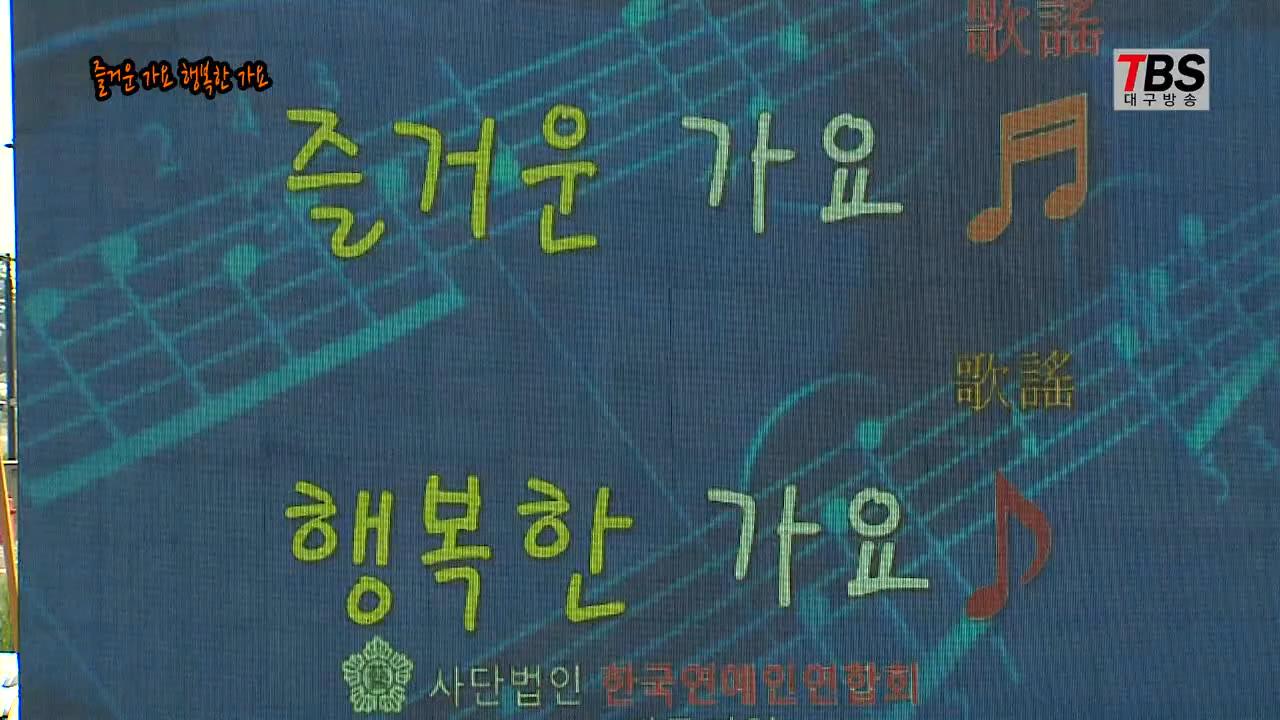 歌謠
즐거운 가요 행복한 가요
TBS
대구방송
즐거운 가요
歌謠
행복한 가요
사단법인 한국연예인연합회